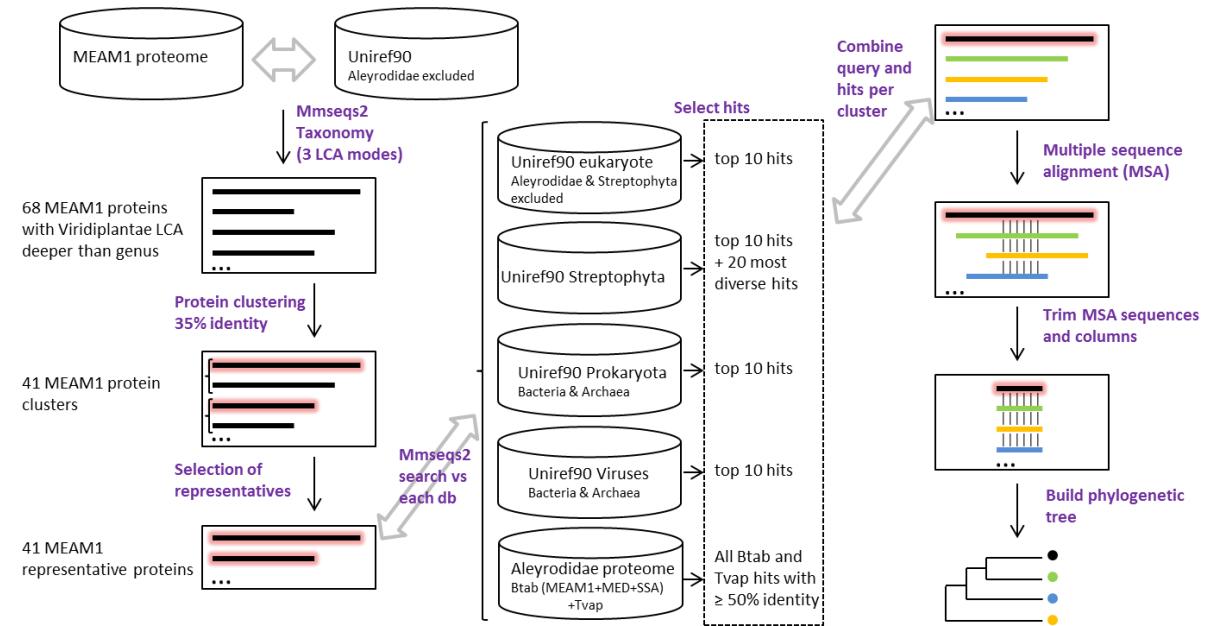 MEAM1 proteome
Uniref90
Aleyrodidae excluded
Mmseqs2
Taxonomy
(3 LCA modes)
68 MEAM1 proteins
with Viridiplantae LCA
deeper than genus
...
Protein clustering
35% identity
41 MEAM1 protein
clusters
...
Selection of
representatives
41 MEAM1
representative proteins
...
Mmseqs2
search vs
each db
Select hits
Uniref90 eukaryote
Aleyrodidae & Streptophyta
excluded
top 10 hits
Uniref90 Streptophyta
top 10 hits
+ 20 most
diverse hits
Uniref90 Prokaryota
Bacteria & Archaea
top 10 hits
Uniref90 Viruses
Bacteria & Archaea
top 10 hits
Aleyrodidae proteome
Btab (MEAM1+MED+SSA)
+Tvap
All Btab and
Tvap hits with
≥ 50% identity
Combine
query and
hits per
cluster
...
Multiple sequence
alignment (MSA)
...
Trim MSA sequences
and columns
...
Build phylogenetic
tree